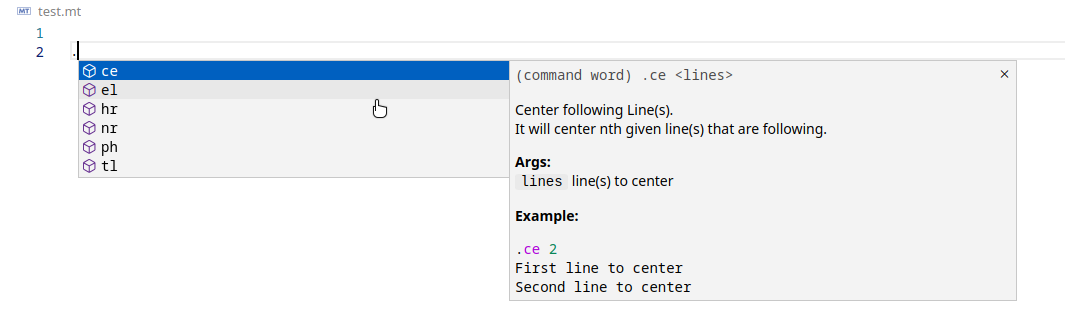 MT test.mt
1
2 .
ce
el
hr
nr
ph
tl
(command word) .ce <lines>
Center following Line(s).
It will center nth given line(s) that are following.
Args:
lines line(s) to center
Example:
.ce 2
First line to center
Second line to center